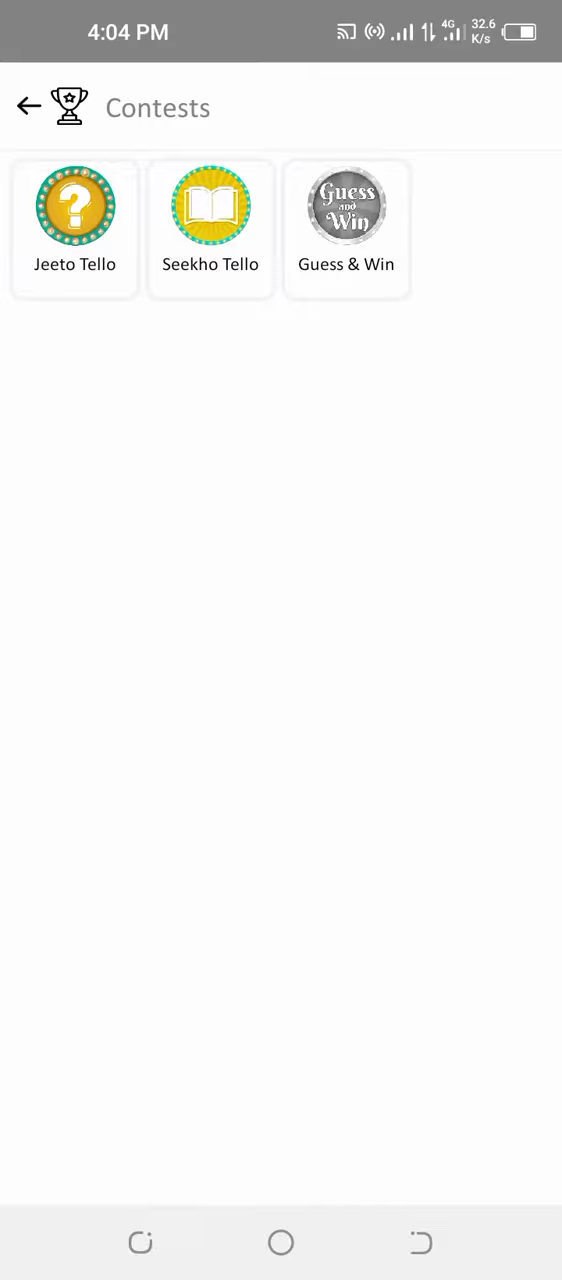 4:04 PM 4G 32.6 K/s
Contests
Guess and Win
Jeeto Tello Seekho Tello Guess & Win